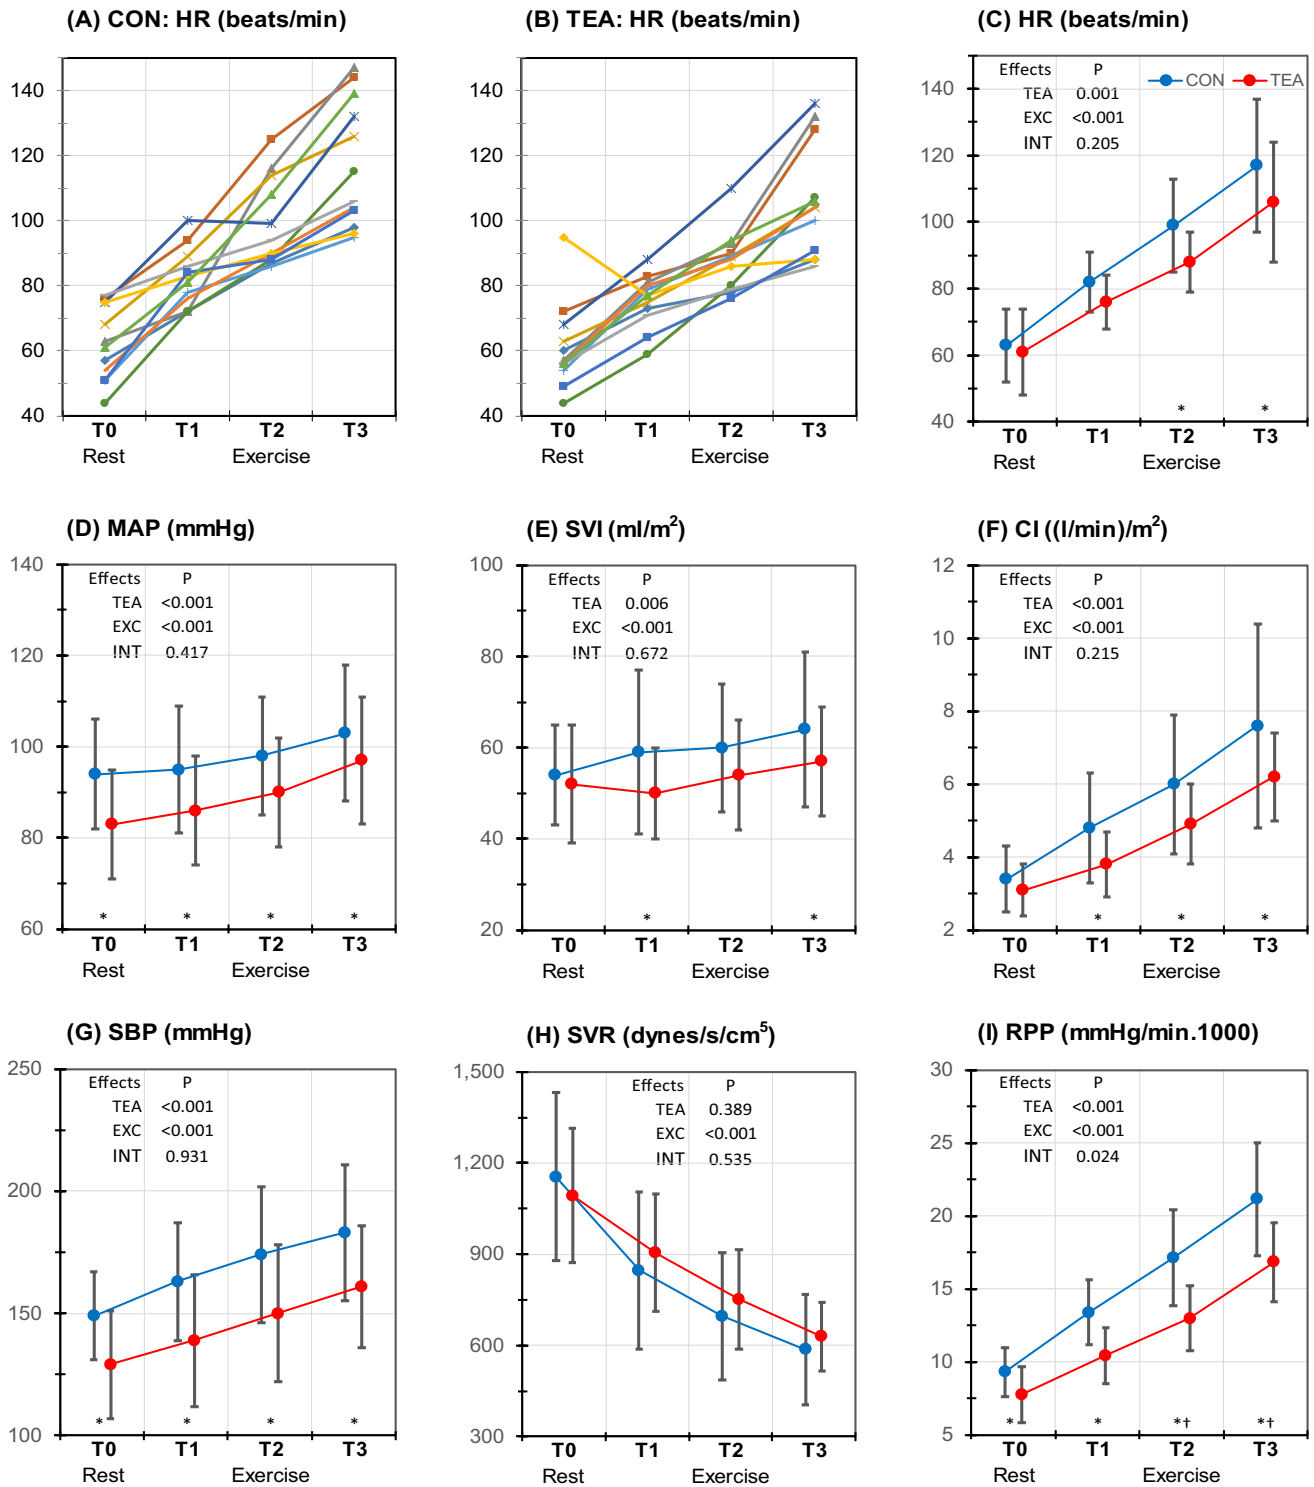 (A) CON: HR (beats/min)
140
120
100
80
60
40
T0 T1 T2 T3
Rest Exercise
(B) TEA: HR (beats/min)
140
120
100
80
60
40
T0 T1 T2 T3
Rest Exercise
(C) HR (beats/min)
Effects P
TEA 0.001
EXC <0.001
INT 0.205
CON TEA
140
120
100
80
60
40
* *
T0 T1 T2 T3
Rest Exercise
(D) MAP (mmHg)
Effects P
TEA <0.001
EXC <0.001
INT 0.417
140
120
100
80
60
* * * *
T0 T1 T2 T3
Rest Exercise
(E) SVI (ml/m²)
Effects P
TEA 0.006
EXC <0.001
INT 0.672
100
80
60
40
20
* *
T0 T1 T2 T3
Rest Exercise
(F) CI ((l/min)/m²)
Effects P
TEA <0.001
EXC <0.001
INT 0.215
12
10
8
6
4
2
* * *
T0 T1 T2 T3
Rest Exercise
(G) SBP (mmHg)
Effects P
TEA <0.001
EXC <0.001
INT 0.931
250
200
150
100
* * * *
T0 T1 T2 T3
Rest Exercise
(H) SVR (dynes/s/cm⁵)
Effects P
TEA 0.389
EXC <0.001
INT 0.535
1,500
1,200
900
600
300
T0 T1 T2 T3
Rest Exercise
(I) RPP (mmHg/min.1000)
Effects P
TEA <0.001
EXC <0.001
INT 0.024
30
25
20
15
10
5
* * *† *†
T0 T1 T2 T3
Rest Exercise